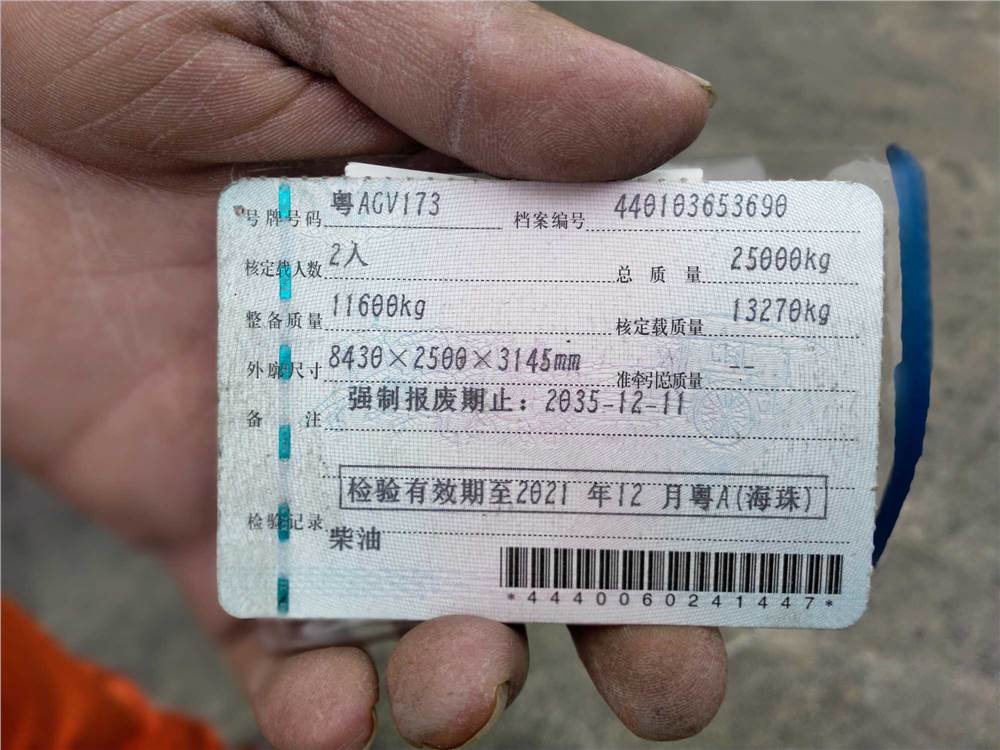 号牌号码 粤AGV173 档案编号 440103653690
核定载人数 2人 总质量 25000kg
整备质量 11600kg 核定载质量 13270kg
外廓尺寸 8430×2500×3145mm 准牵引总质量 --
备注 强制报废期止：2035-12-11
检验有效期至2021 年12 月粤A(海珠)
检验记录 柴油
*4440060241447*